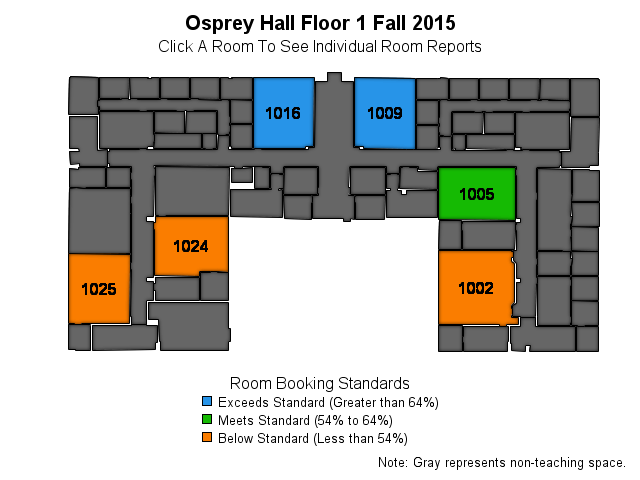 Osprey Hall Floor 1 Fall 2015
Click A Room To See Individual Room Reports
1016
1009
1005
1024
1025
1002
Room Booking Standards
Exceeds Standard (Greater than 64%)
Meets Standard (54% to 64%)
Below Standard (Less than 54%)
Note: Gray represents non-teaching space.